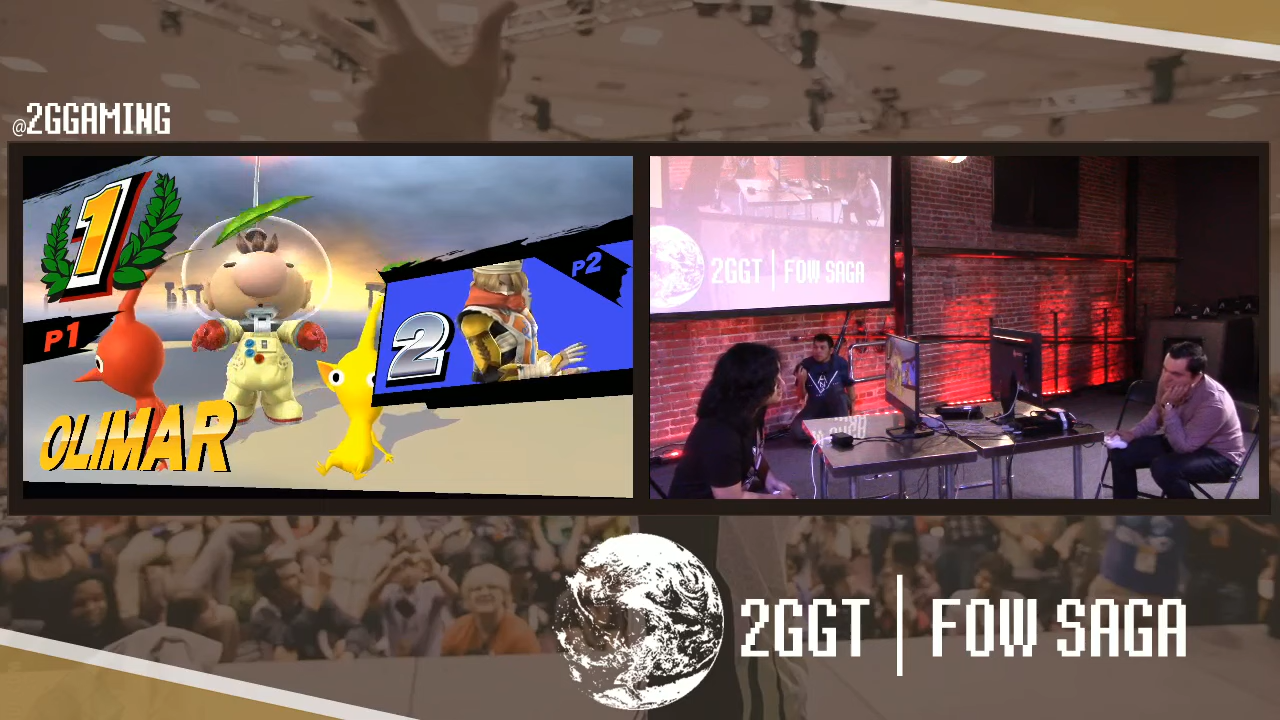 @2GGAMING
1
P1
OLIMAR
P2
2
2GGT | FOW SAGA
2GGT | FOW SAGA